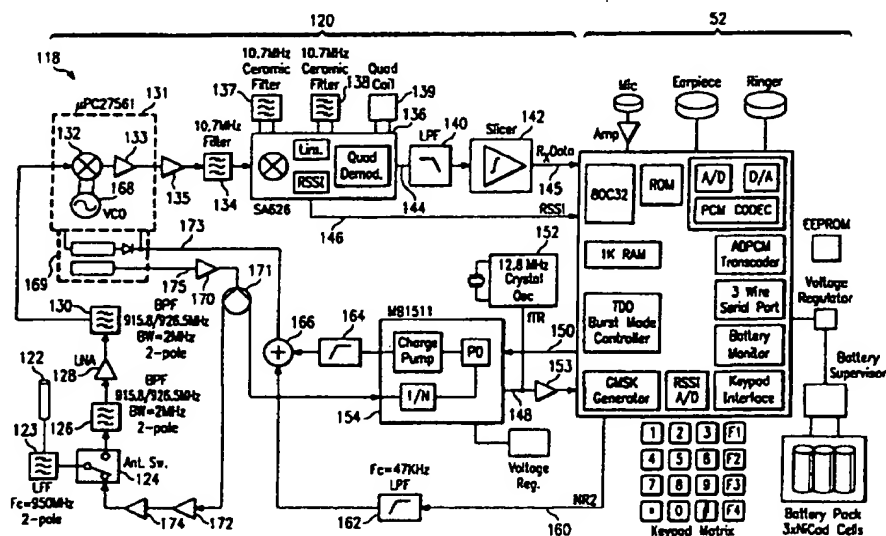 120
52
118
10.7MHz
Ceramic
Filter
137
10.7MHz
Ceramic
Filter
138
Quad
Coil
139
Mic
Earpiece
Ringer
μPC27561
131
132
133
168
VCO
135
10.7MHz
Filter
134
136
Lim.
RSSI
Quad
Demod.
SA626
144
LPF
140
Slicer
142
RxData
145
Amp
80C32
ROM
A/D
D/A
PCM CODEC
146
RSSI
EEPROM
173
169
175
170
171
152
12.8 MHz
Crystal
Osc
1K RAM
ADPCM
Transcoder
3 Wire
Serial Port
Voltage
Regulator
130
BPF
915.8/926.5MHz
BW=2MHz
2-pole
166
164
MB1511
Charge
Pump
PD
1/N
154
148
150
153
TDD
Burst Mode
Controller
Battery
Monitor
Battery
Supervisor
122
LNA
128
BPF
915.8/926.5MHz
BW=2MHz
2-pole
126
GMSK
Generator
RSSI
A/D
Keypad
Interface
123
LFF
Fc=950MHz
2-pole
Ant. Sw.
124
174
172
Fc=47KHz
LPF
162
Voltage
Reg.
160
1 2 3 F1
4 5 6 F2
7 8 9 F3
0 F4
Keypad Matrix
Battery Pack
3xNiCad Cells